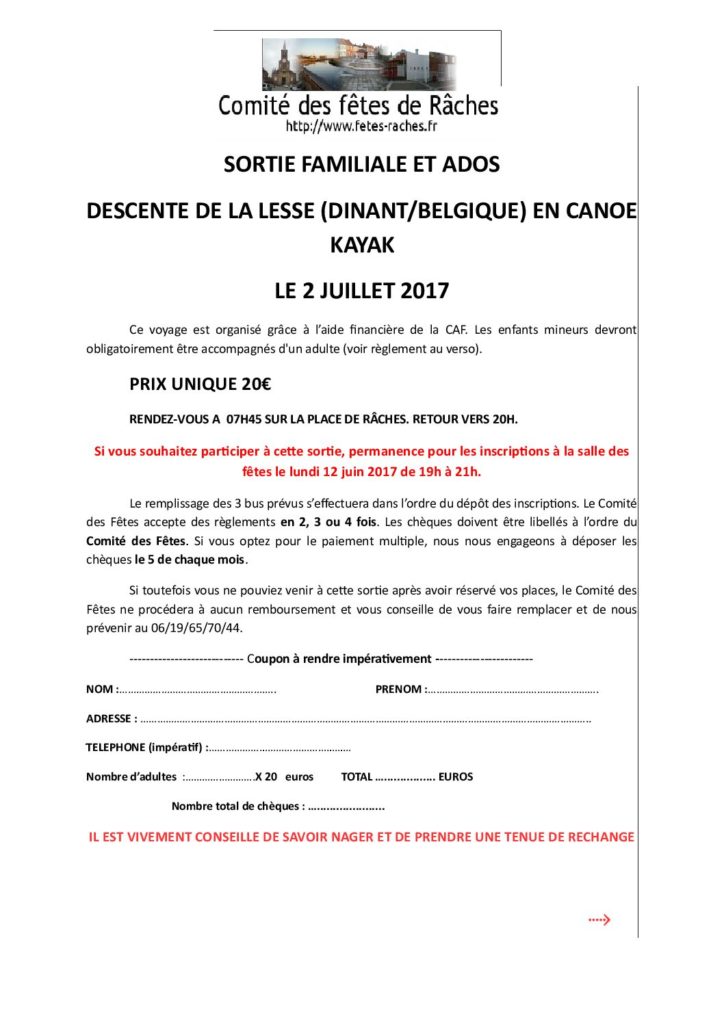 Comité des fêtes de Râches
http://www.fetes-raches.fr
SORTIE FAMILIALE ET ADOS
DESCENTE DE LA LESSE (DINANT/BELGIQUE) EN CANOE
KAYAK
LE 2 JUILLET 2017
Ce voyage est organisé grâce à l’aide financière de la CAF. Les enfants mineurs devront
obligatoirement être accompagnés d'un adulte (voir règlement au verso).
PRIX UNIQUE 20€
RENDEZ-VOUS A 07H45 SUR LA PLACE DE RÂCHES. RETOUR VERS 20H.
Si vous souhaitez participer à cette sortie, permanence pour les inscriptions à la salle des
fêtes le lundi 12 juin 2017 de 19h à 21h.
Le remplissage des 3 bus prévus s’effectuera dans l’ordre du dépôt des inscriptions. Le Comité
des Fêtes accepte des règlements en 2, 3 ou 4 fois. Les chèques doivent être libellés à l’ordre du
Comité des Fêtes. Si vous optez pour le paiement multiple, nous nous engageons à déposer les
chèques le 5 de chaque mois.
Si toutefois vous ne pouviez venir à cette sortie après avoir réservé vos places, le Comité des
Fêtes ne procédera à aucun remboursement et vous conseille de vous faire remplacer et de nous
prévenir au 06/19/65/70/44.
---------------------------- Coupon à rendre impérativement ------------------------
NOM :……………………………………………….. PRENOM :……………………………………………………..
ADRESSE : ……………………………………………………………………………………………………………………………………………
TELEPHONE (impératif) :……………………………………………
Nombre d’adultes :…………………….X 20 euros TOTAL ………………… EUROS
Nombre total de chèques : ……………………..
IL EST VIVEMENT CONSEILLE DE SAVOIR NAGER ET DE PRENDRE UNE TENUE DE RECHANGE